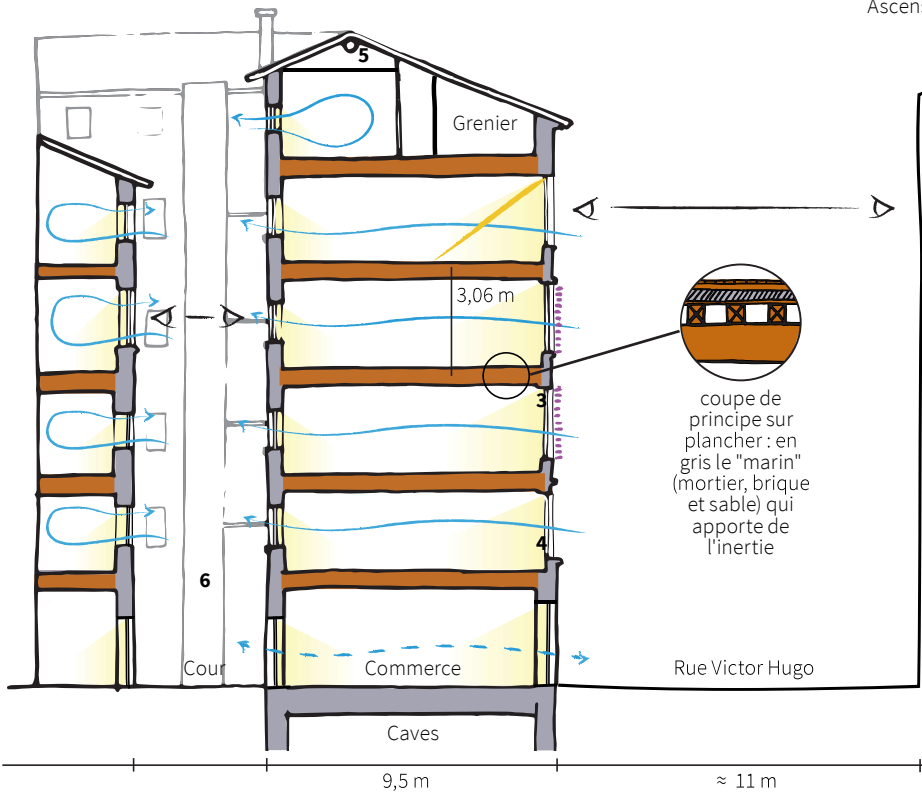 Ascens
5
Grenier
3,06 m
3
coupe de
principe sur
plancher : en
gris le "marin"
(mortier, brique
et sable) qui
apporte de
l'inertie
4
6
Cour
Commerce
Rue Victor Hugo
Caves
9,5 m
≈ 11 m